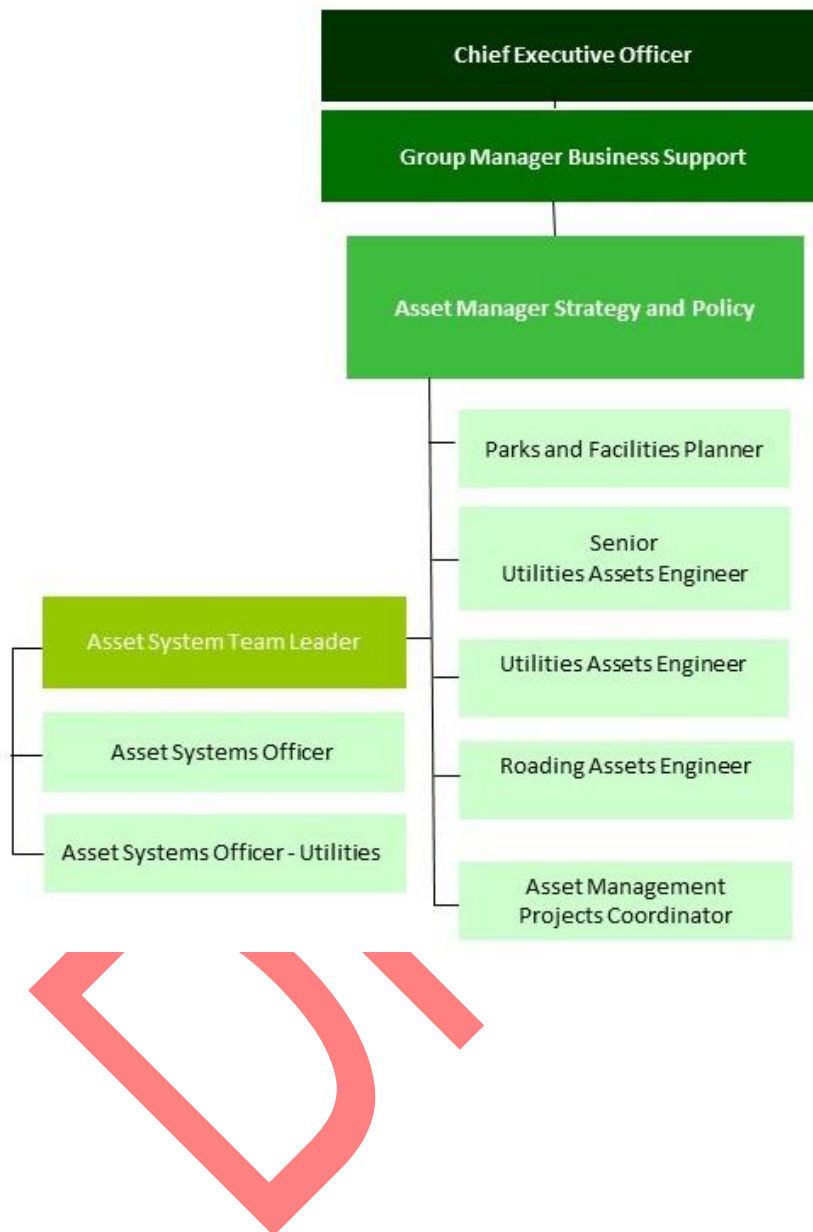 Chief Executive Officer
Group Manager Business Support
Asset Manager Strategy and Policy
Parks and Facilities Planner
Senior
Utilities Assets Engineer
Asset System Team Leader
Utilities Assets Engineer
Asset Systems Officer
Roading Assets Engineer
Asset Systems Officer - Utilities
Asset Management
Projects Coordinator